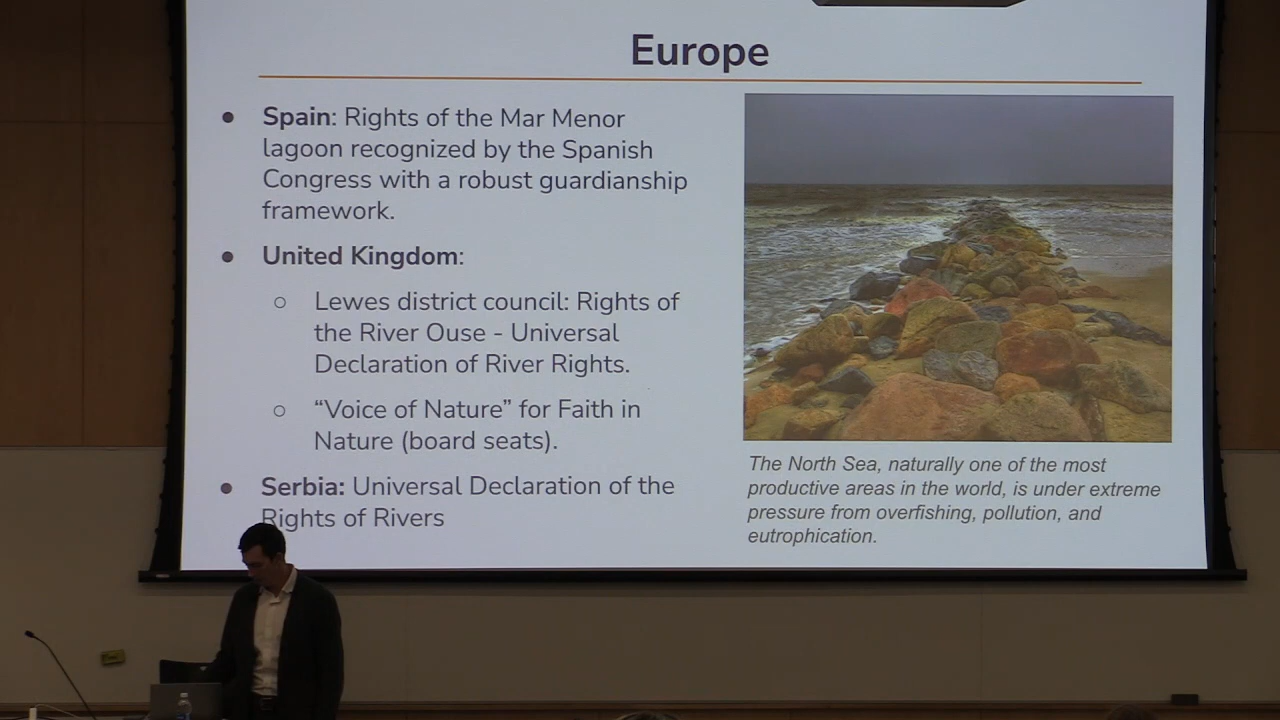 Europe
● Spain: Rights of the Mar Menor
lagoon recognized by the Spanish
Congress with a robust guardianship
framework.
● United Kingdom:
○ Lewes district council: Rights of
the River Ouse - Universal
Declaration of River Rights.
○ “Voice of Nature” for Faith in
Nature (board seats).
● Serbia: Universal Declaration of the
Rights of Rivers
The North Sea, naturally one of the most
productive areas in the world, is under extreme
pressure from overfishing, pollution, and
eutrophication.